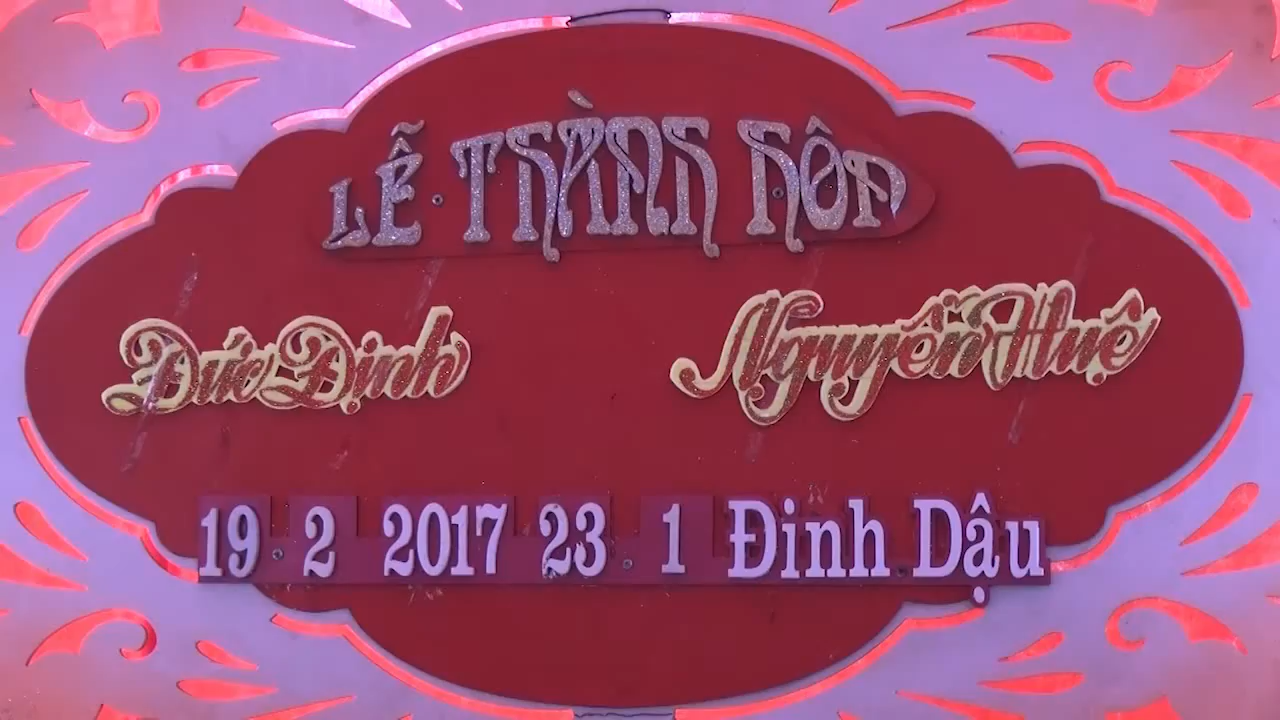 LỄ THÀNH HÔN
Đức Định Nguyễn Huệ
19 2 2017 23 1 Đinh Dậu